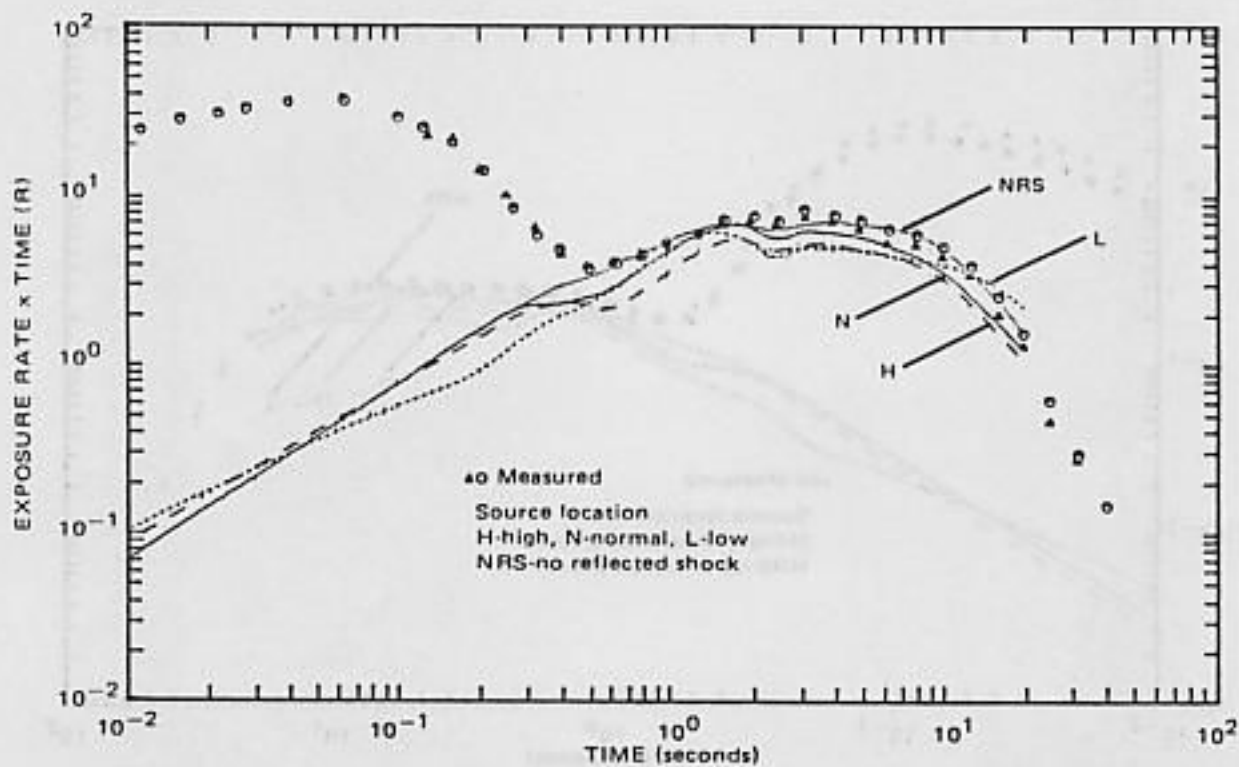 EXPOSURE RATE x TIME (R)
10²
10¹
10⁰
10⁻¹
10⁻²
NRS
L
N
H
▲o Measured
Source location
H-high, N-normal, L-low
NRS-no reflected shock
10⁻² 10⁻¹ 10⁰ 10¹ 10²
TIME (seconds)